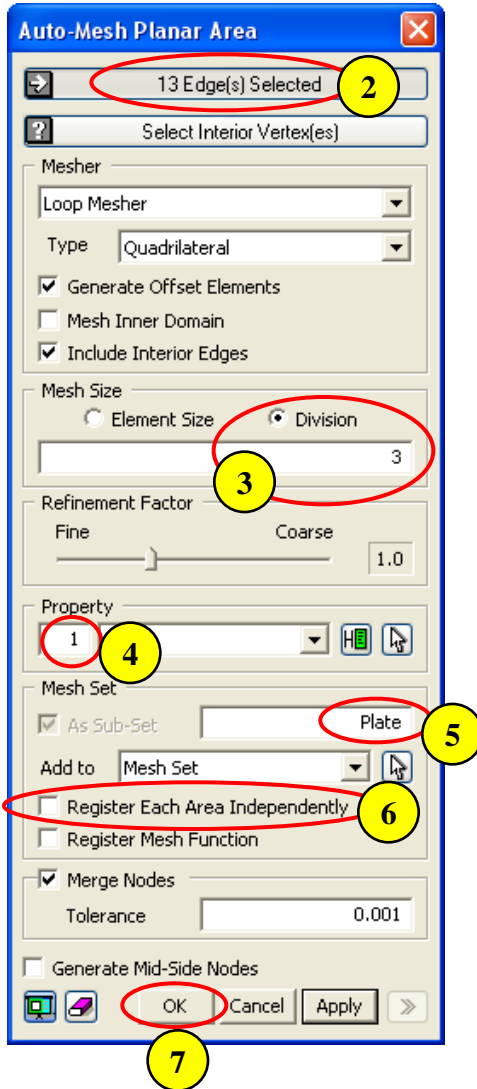 Auto-Mesh Planar Area
13 Edge(s) Selected 2
? Select Interior Vertex(es)
Mesher
Loop Mesher
Type Quadrilateral
Generate Offset Elements
Mesh Inner Domain
Include Interior Edges
Mesh Size
Element Size Division
3
3
Refinement Factor
Fine Coarse
1.0
Property
1 4
Mesh Set
As Sub-Set Plate 5
Add to Mesh Set
Register Each Area Independently 6
Register Mesh Function
Merge Nodes
Tolerance 0.001
Generate Mid-Side Nodes
OK Cancel Apply >>
7